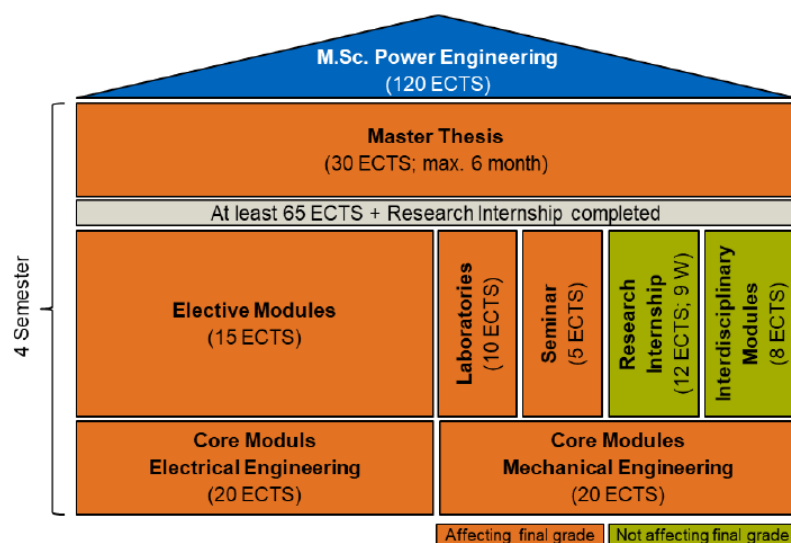 M.Sc. Power Engineering
(120 ECTS)
Master Thesis
(30 ECTS; max. 6 month)
At least 65 ECTS + Research Internship completed
4 Semester
Elective Modules
(15 ECTS)
Laboratories
(10 ECTS)
Seminar
(5 ECTS)
Research
Internship
(12 ECTS; 9 W)
Interdisciplinary
Modules
(8 ECTS)
Core Moduls
Electrical Engineering
(20 ECTS)
Core Modules
Mechanical Engineering
(20 ECTS)
Affecting final grade
Not affecting final grade